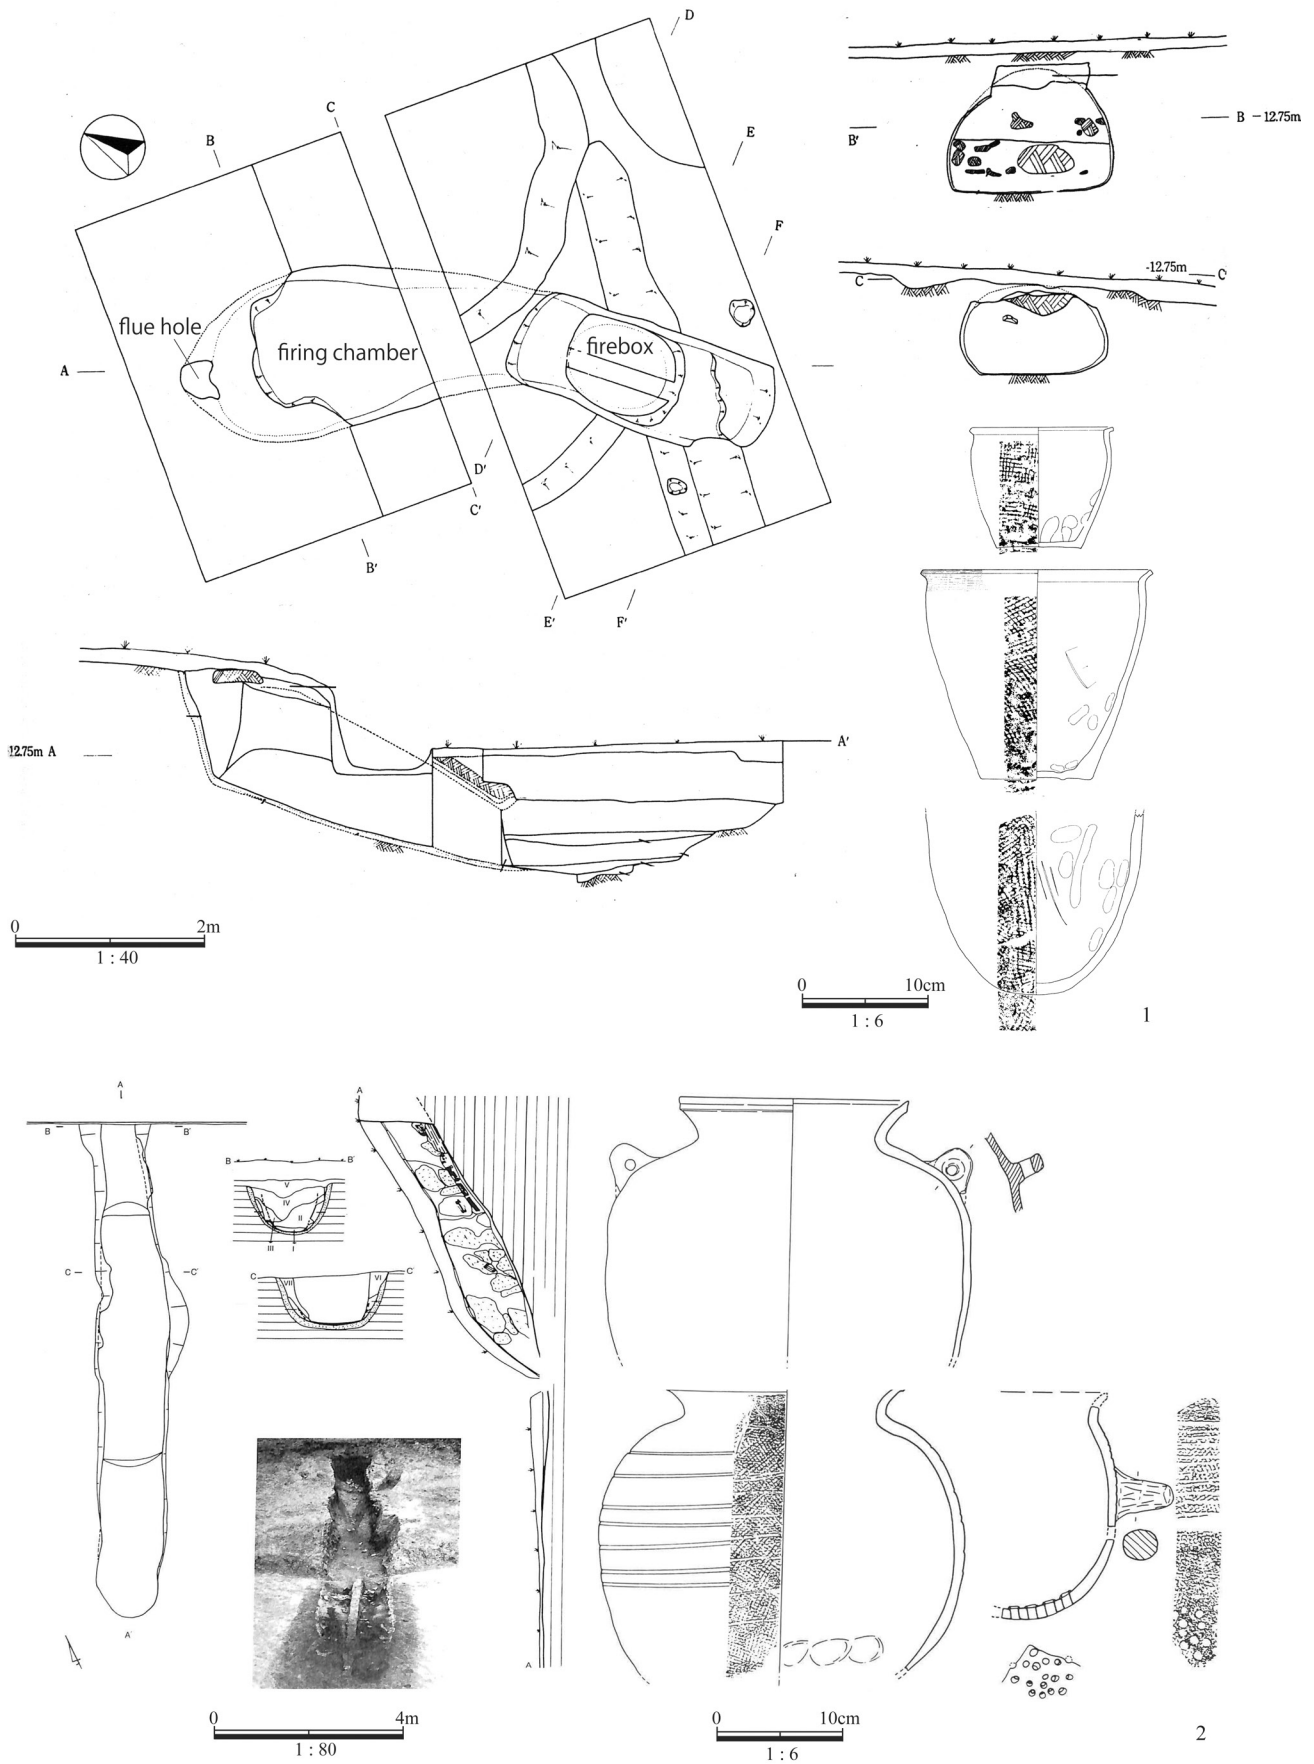 D
C
B
E
F
flue hole
firing chamber
firebox
A
D'
C'
B'
E'
F'
B -12.75m
B'
-12.75m
C
C'
12.75m A
A'
0 2m
1 : 40
0 10cm
1 : 6
1
A
B B'
C C'
A'
B B'
V
IV
II
III I
C C'
VII VI
A
A
0 4m
1 : 80
0 10cm
1 : 6
2